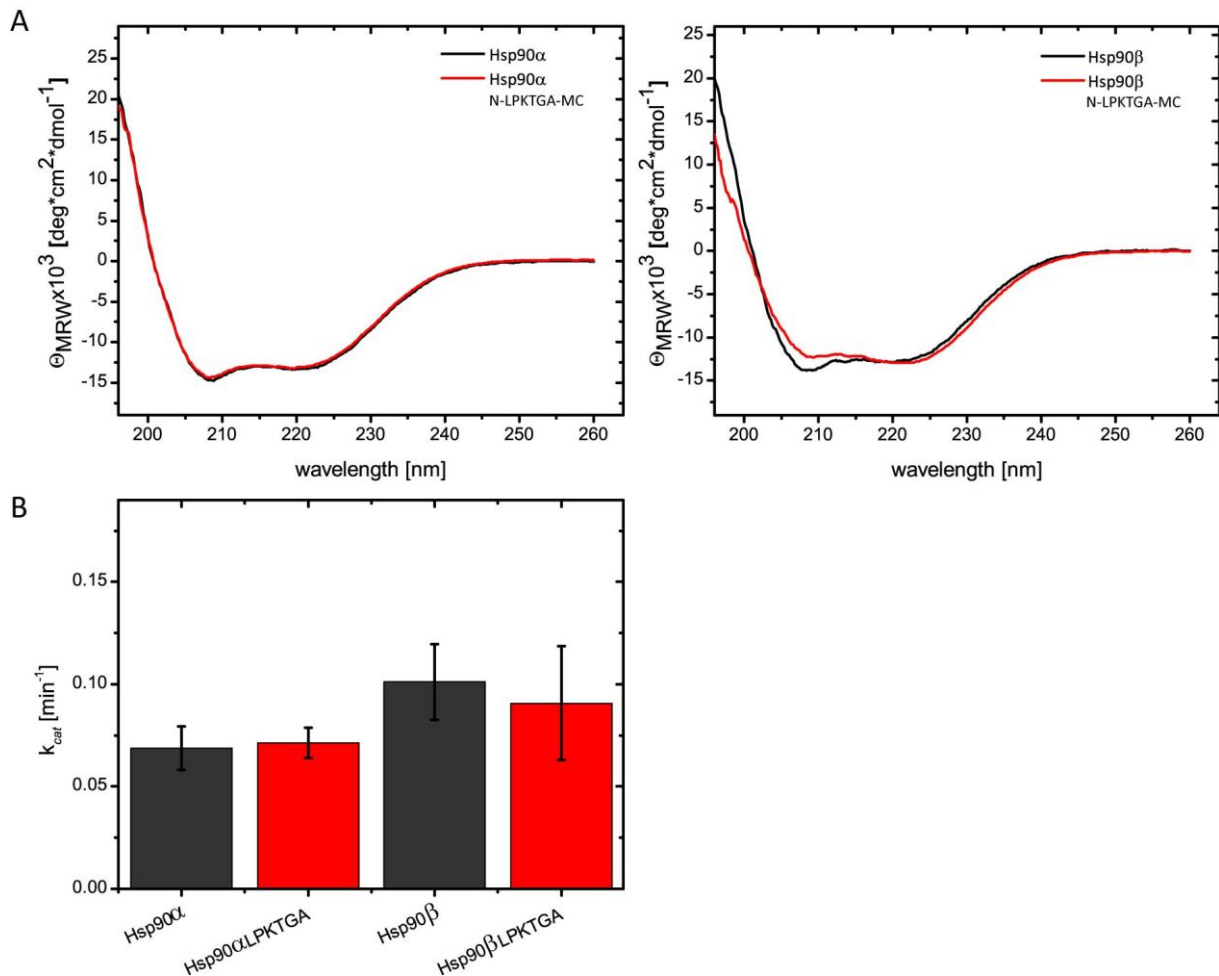 A
ΘMRWx10³ [deg*cm²*dmol⁻¹]
25
20
15
10
5
0
-5
-10
-15
Hsp90α
Hsp90α
N-LPKTGA-MC
200 210 220 230 240 250 260
wavelength [nm]
ΘMRWx10³ [deg*cm²*dmol⁻¹]
25
20
15
10
5
0
-5
-10
-15
Hsp90β
Hsp90β
N-LPKTGA-MC
200 210 220 230 240 250 260
wavelength [nm]
B
kcat [min⁻¹]
0.15
0.10
0.05
0.00
Hsp90α
Hsp90αLPKTGA
Hsp90β
Hsp90βLPKTGA